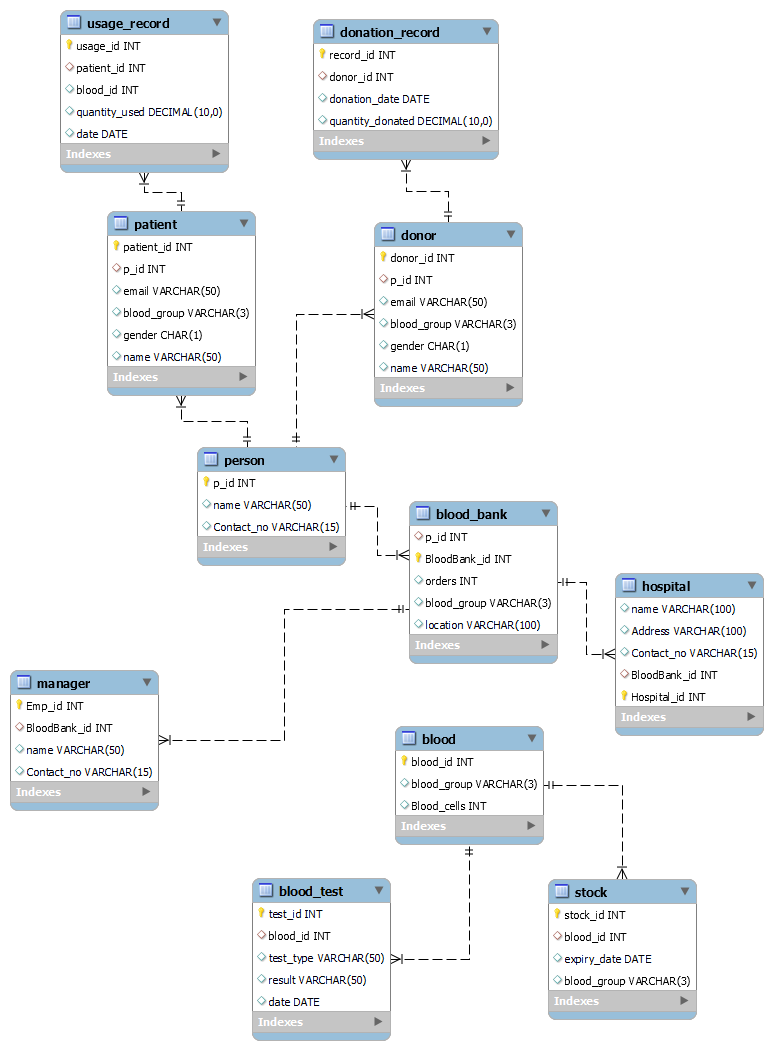 usage_record
usage_id INT
patient_id INT
blood_id INT
quantity_used DECIMAL(10,0)
date DATE
Indexes
donation_record
record_id INT
donor_id INT
donation_date DATE
quantity_donated DECIMAL(10,0)
Indexes
patient
patient_id INT
p_id INT
email VARCHAR(50)
blood_group VARCHAR(3)
gender CHAR(1)
name VARCHAR(50)
Indexes
donor
donor_id INT
p_id INT
email VARCHAR(50)
blood_group VARCHAR(3)
gender CHAR(1)
name VARCHAR(50)
Indexes
person
p_id INT
name VARCHAR(50)
Contact_no VARCHAR(15)
Indexes
blood_bank
p_id INT
BloodBank_id INT
orders INT
blood_group VARCHAR(3)
location VARCHAR(100)
Indexes
hospital
name VARCHAR(100)
Address VARCHAR(100)
Contact_no VARCHAR(15)
BloodBank_id INT
Hospital_id INT
Indexes
manager
Emp_id INT
BloodBank_id INT
name VARCHAR(50)
Contact_no VARCHAR(15)
Indexes
blood
blood_id INT
blood_group VARCHAR(3)
Blood_cells INT
Indexes
blood_test
test_id INT
blood_id INT
test_type VARCHAR(50)
result VARCHAR(50)
date DATE
Indexes
stock
stock_id INT
blood_id INT
expiry_date DATE
blood_group VARCHAR(3)
Indexes